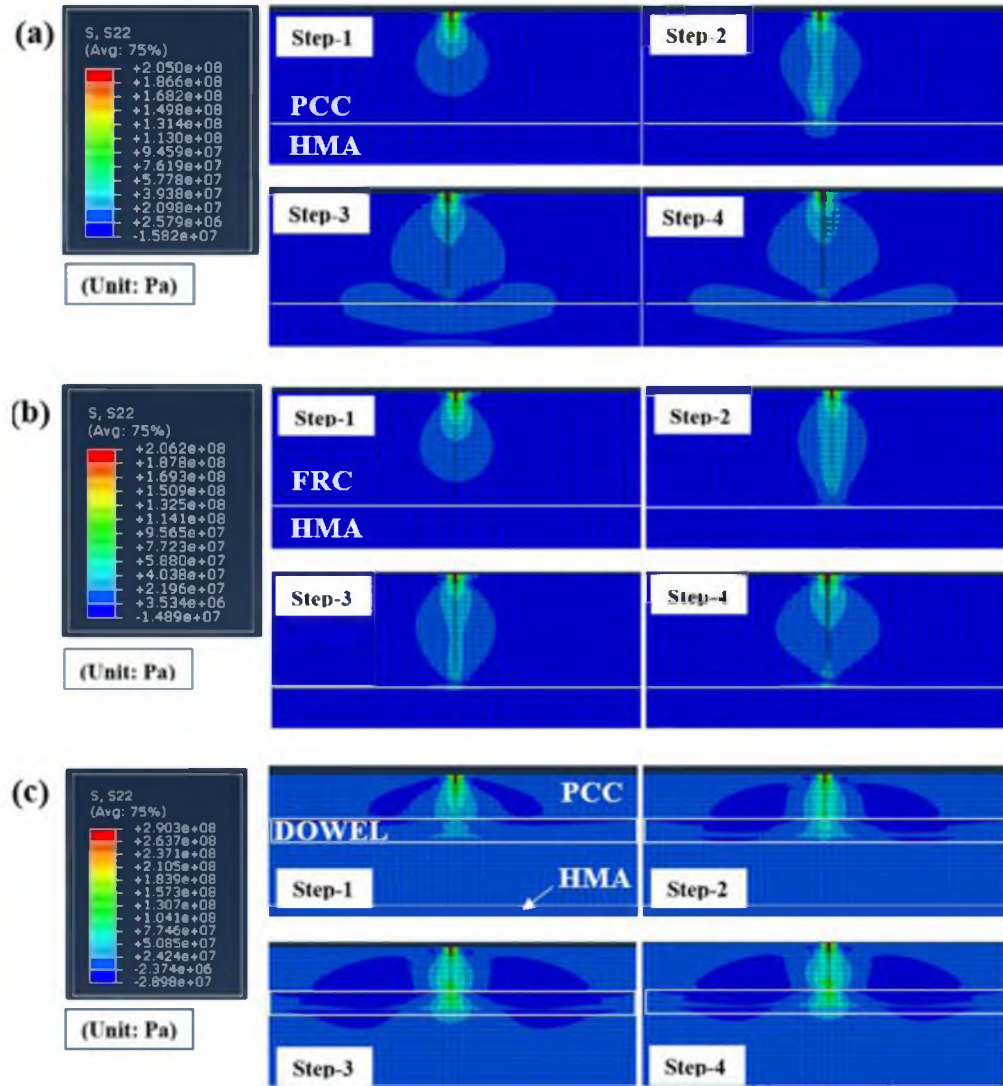 (a)
S, S22
(Avg: 75%)
+2.050e+08
+1.866e+08
+1.682e+08
+1.498e+08
+1.314e+08
+1.130e+08
+9.459e+07
+7.619e+07
+5.778e+07
+3.938e+07
+2.098e+07
+2.579e+06
-1.582e+07
(Unit: Pa)
Step-1
PCC
HMA
Step-2
Step-3
Step-4
(b)
S, S22
(Avg: 75%)
+2.062e+08
+1.878e+08
+1.693e+08
+1.509e+08
+1.325e+08
+1.141e+08
+9.565e+07
+7.723e+07
+5.880e+07
+4.038e+07
+2.196e+07
+3.534e+06
-1.489e+07
(Unit: Pa)
Step-1
FRC
HMA
Step-2
Step-3
Step-4
(c)
S, S22
(Avg: 75%)
+2.903e+08
+2.637e+08
+2.371e+08
+2.105e+08
+1.839e+08
+1.573e+08
+1.307e+08
+1.041e+08
+7.746e+07
+5.085e+07
+2.424e+07
-2.374e+06
-2.898e+07
(Unit: Pa)
PCC
DOWEL
Step-1
HMA
Step-2
Step-3
Step-4